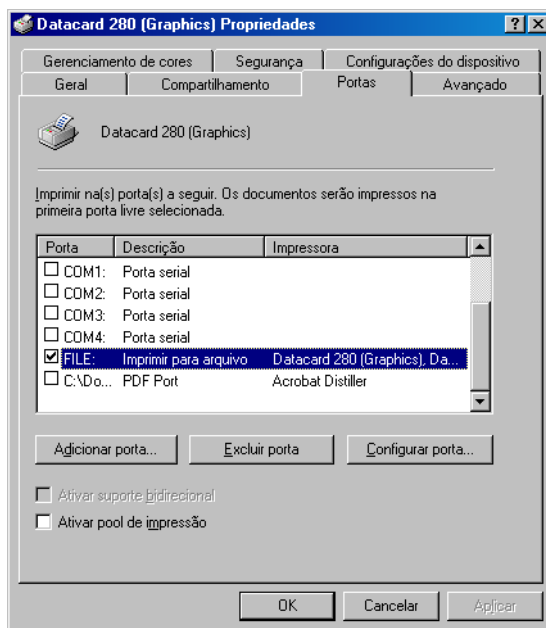 Datacard 280 (Graphics) Propriedades
Gerenciamento de cores Segurança Configurações do dispositivo
Geral Compartilhamento Portas Avançado
Datacard 280 (Graphics)
Imprimir na(s) porta(s) a seguir. Os documentos serão impressos na
primeira porta livre selecionada.
Porta Descrição Impressora
COM1: Porta serial
COM2: Porta serial
COM3: Porta serial
COM4: Porta serial
FILE: Imprimir para arquivo Datacard 280 (Graphics), Da...
C:\Do... PDF Port Acrobat Distiller
Adicionar porta... Excluir porta Configurar porta...
Ativar suporte bidirecional
Ativar pool de impressão
OK Cancelar Aplicar